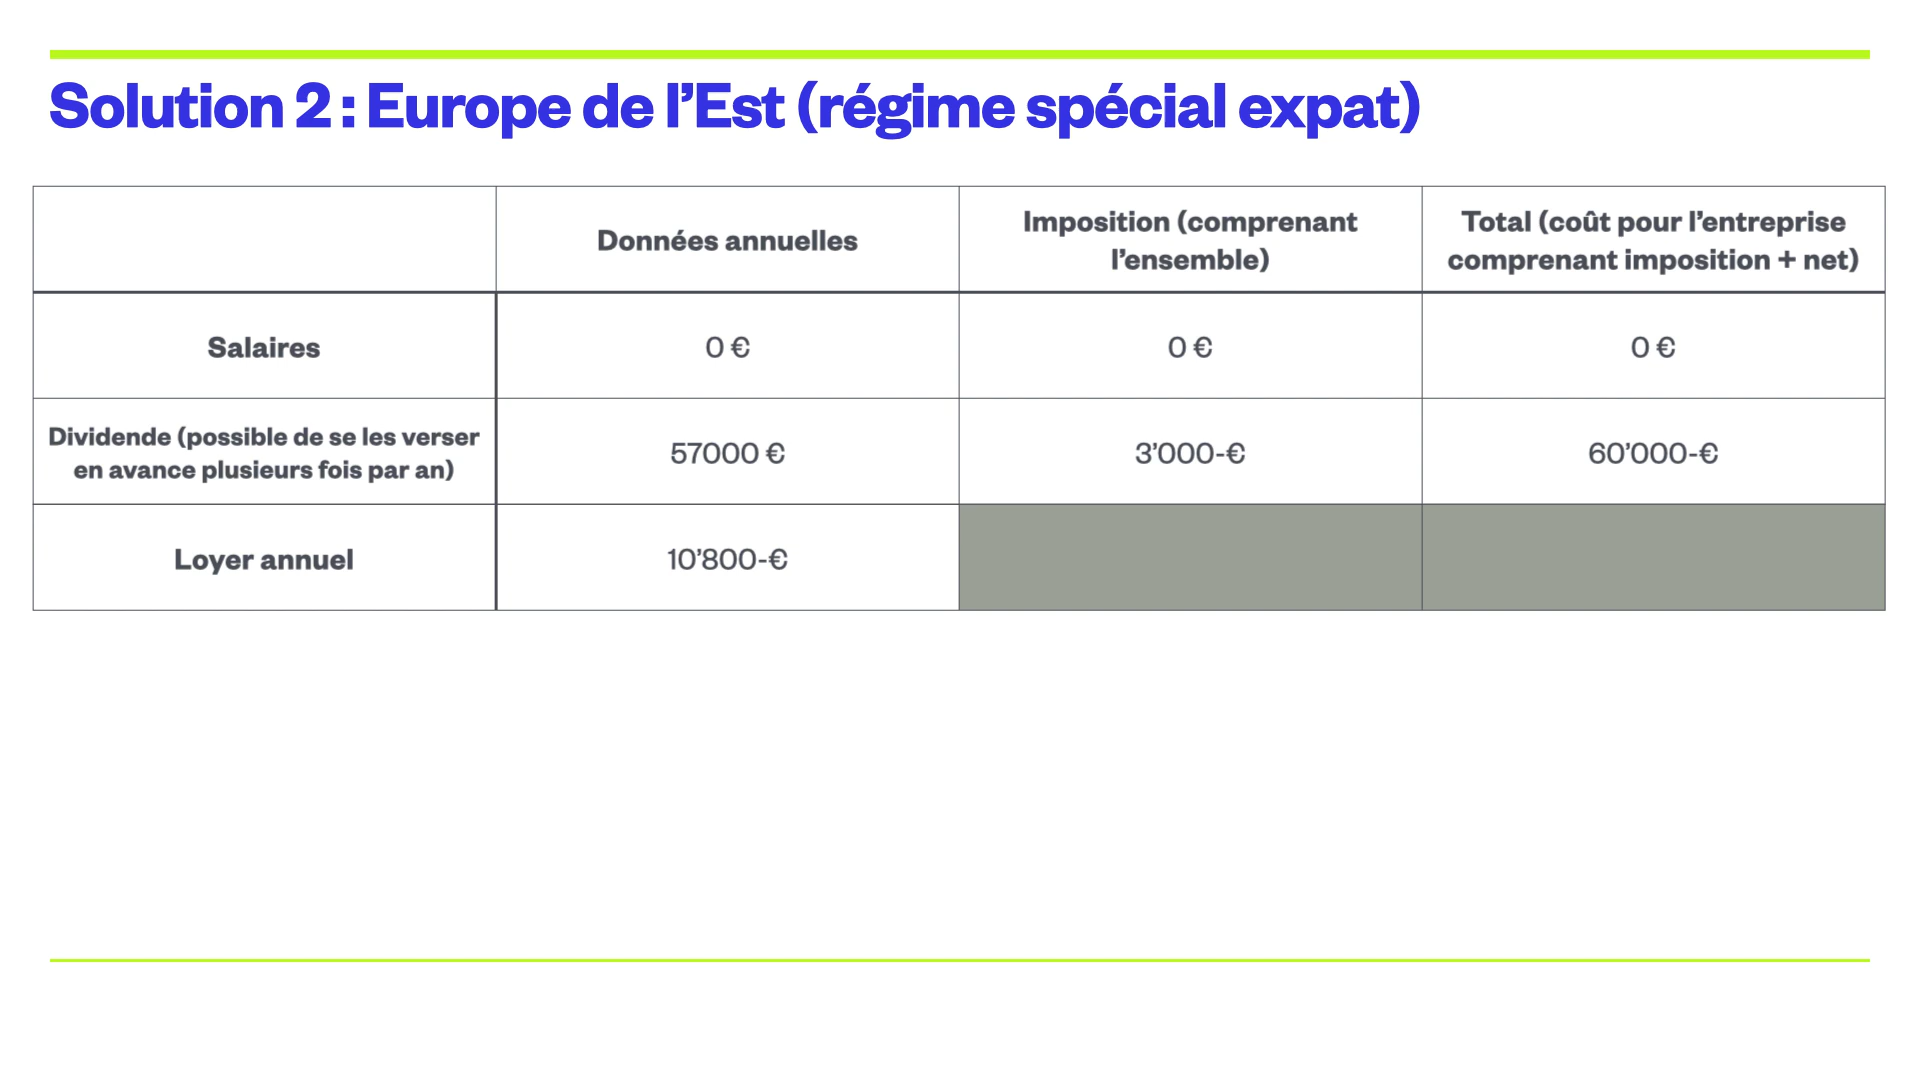 Solution 2 : Europe de l’Est (régime spécial expat)
Données annuelles
Imposition (comprenant
l’ensemble)
Total (coût pour l’entreprise
comprenant imposition + net)
Salaires
0 €
0 €
0 €
Dividende (possible de se les verser
en avance plusieurs fois par an)
57000 €
3’000-€
60’000-€
Loyer annuel
10’800-€